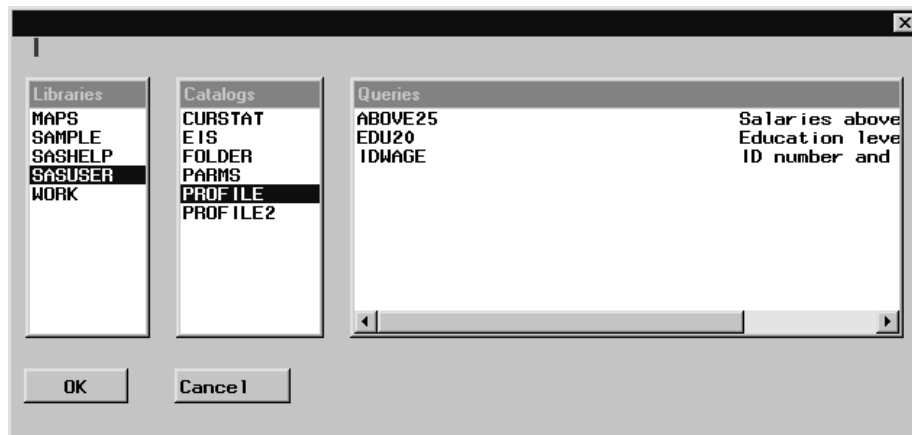 Libraries
MAPS
SAMPLE
SASHELP
SASUSER
WORK
Catalogs
CURSTAT
EIS
FOLDER
PARMS
PROFILE
PROFILE2
Queries
ABOVE25 Salaries above
EDU20 Education leve
IDWAGE ID number and
OK
Cancel